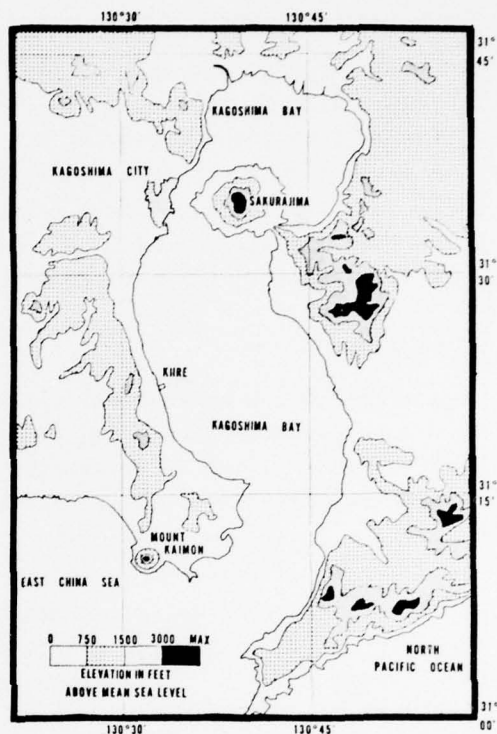 130°30'
130°45'
31°
45'
KAGOSHIMA BAY
KAGOSHIMA CITY
SAKURAJIMA
31°
30'
KIIRE
KAGOSHIMA BAY
31°
15'
MOUNT
KAIMON
EAST CHINA SEA
0 750 1500 3000 MAX
ELEVATION IN FEET
ABOVE MEAN SEA LEVEL
NORTH
PACIFIC OCEAN
31°
00'
130°30'
130°45'